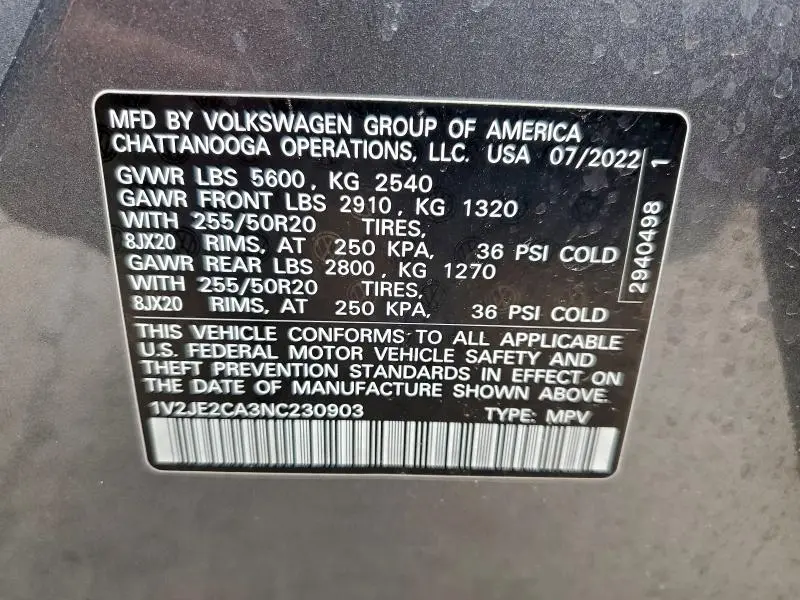 MFD BY VOLKSWAGEN GROUP OF AMERICA
CHATTANOOGA OPERATIONS, LLC. USA 07/2022
GVWR LBS 5600, KG 2540
GAWR FRONT LBS 2910, KG 1320
WITH 255/50R20 TIRES,
8JX20 RIMS, AT 250 KPA, 36 PSI COLD
GAWR REAR LBS 2800, KG 1270
WITH 255/50R20 TIRES,
8JX20 RIMS, AT 250 KPA, 36 PSI COLD
2940498 1
THIS VEHICLE CONFORMS TO ALL APPLICABLE
U.S. FEDERAL MOTOR VEHICLE SAFETY AND
THEFT PREVENTION STANDARDS IN EFFECT ON
THE DATE OF MANUFACTURE SHOWN ABOVE.
1V2JE2CA3NC230903 TYPE: MPV